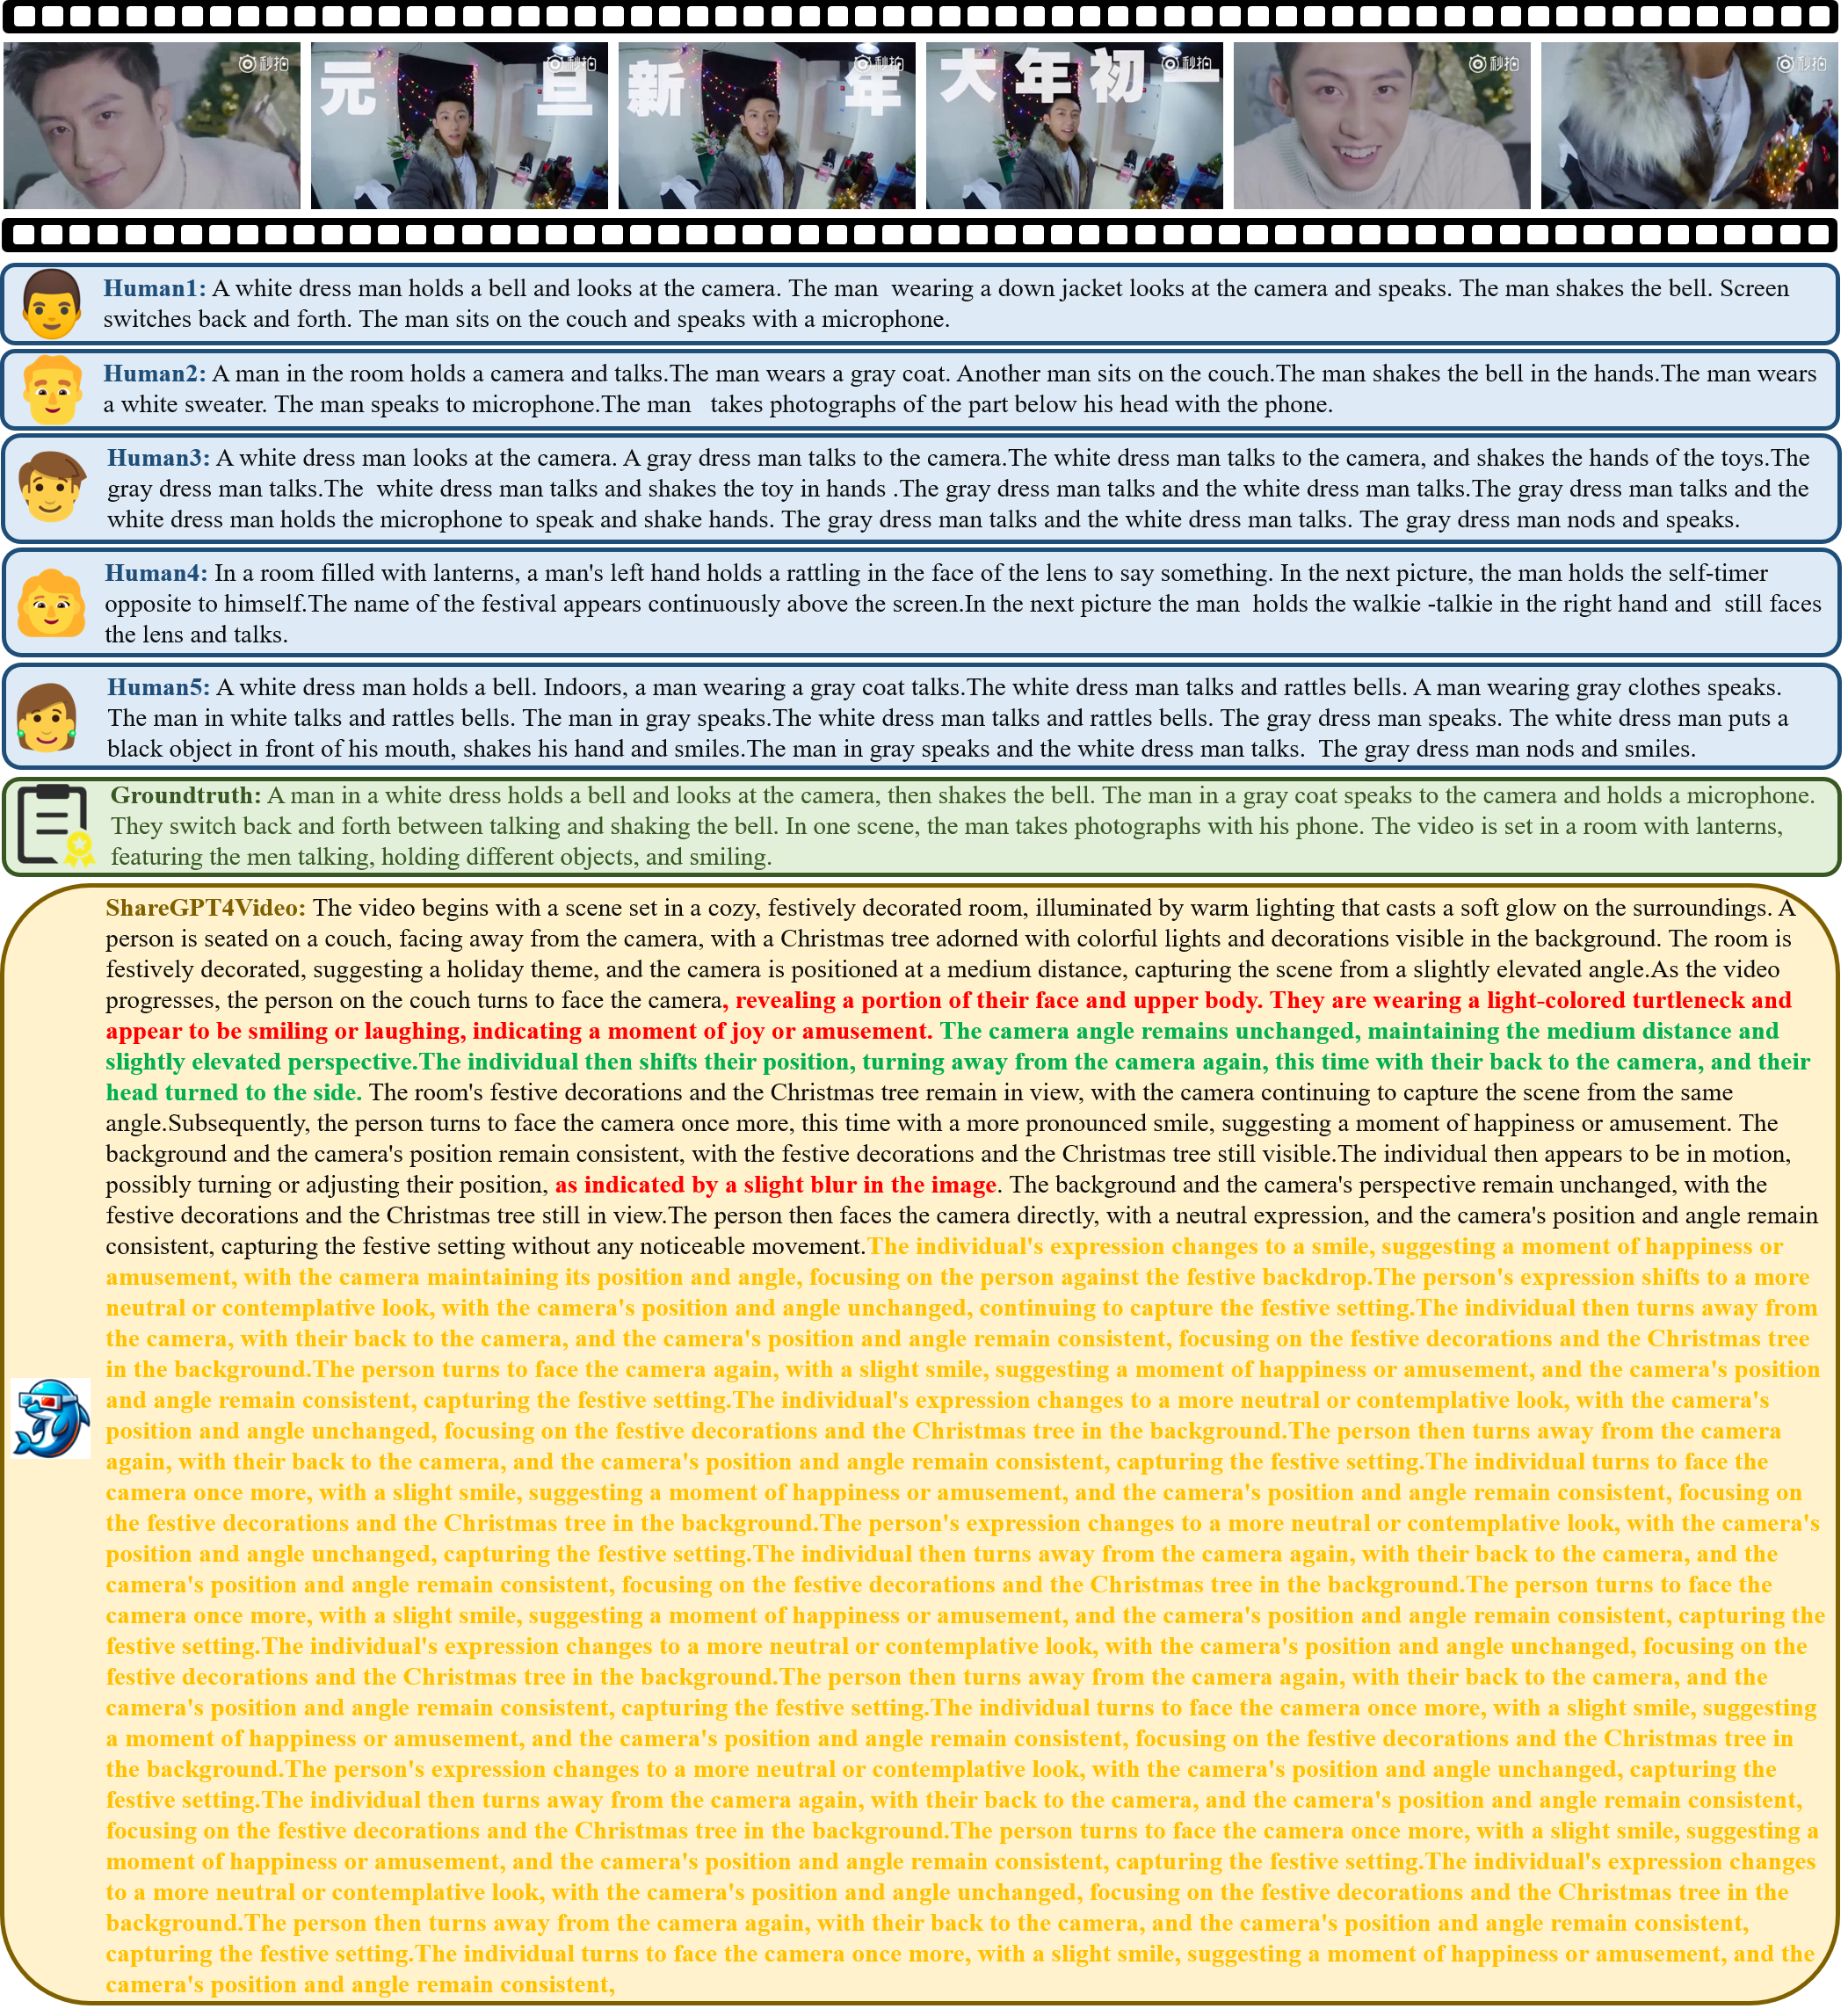 秒拍
元 旦 秒拍
新 年 秒拍
大年初一 秒拍
秒拍
秒拍
Human1: A white dress man holds a bell and looks at the camera. The man  wearing a down jacket looks at the camera and speaks. The man shakes the bell. Screen
switches back and forth. The man sits on the couch and speaks with a microphone.
Human2: A man in the room holds a camera and talks.The man wears a gray coat. Another man sits on the couch.The man shakes the bell in the hands.The man wears
a white sweater. The man speaks to microphone.The man   takes photographs of the part below his head with the phone.
Human3: A white dress man looks at the camera. A gray dress man talks to the camera.The white dress man talks to the camera, and shakes the hands of the toys.The
gray dress man talks.The  white dress man talks and shakes the toy in hands .The gray dress man talks and the white dress man talks.The gray dress man talks and the
white dress man holds the microphone to speak and shake hands. The gray dress man talks and the white dress man talks. The gray dress man nods and speaks.
Human4: In a room filled with lanterns, a man's left hand holds a rattling in the face of the lens to say something. In the next picture, the man holds the self-timer
opposite to himself.The name of the festival appears continuously above the screen.In the next picture the man  holds the walkie -talkie in the right hand and  still faces
the lens and talks.
Human5: A white dress man holds a bell. Indoors, a man wearing a gray coat talks.The white dress man talks and rattles bells. A man wearing gray clothes speaks.
The man in white talks and rattles bells. The man in gray speaks.The white dress man talks and rattles bells. The gray dress man speaks. The white dress man puts a
black object in front of his mouth, shakes his hand and smiles.The man in gray speaks and the white dress man talks.  The gray dress man nods and smiles.
Groundtruth: A man in a white dress holds a bell and looks at the camera, then shakes the bell. The man in a gray coat speaks to the camera and holds a microphone.
They switch back and forth between talking and shaking the bell. In one scene, the man takes photographs with his phone. The video is set in a room with lanterns,
featuring the men talking, holding different objects, and smiling.
ShareGPT4Video: The video begins with a scene set in a cozy, festively decorated room, illuminated by warm lighting that casts a soft glow on the surroundings. A
person is seated on a couch, facing away from the camera, with a Christmas tree adorned with colorful lights and decorations visible in the background. The room is
festively decorated, suggesting a holiday theme, and the camera is positioned at a medium distance, capturing the scene from a slightly elevated angle.As the video
progresses, the person on the couch turns to face the camera, revealing a portion of their face and upper body. They are wearing a light-colored turtleneck and
appear to be smiling or laughing, indicating a moment of joy or amusement. The camera angle remains unchanged, maintaining the medium distance and
slightly elevated perspective.The individual then shifts their position, turning away from the camera again, this time with their back to the camera, and their
head turned to the side. The room's festive decorations and the Christmas tree remain in view, with the camera continuing to capture the scene from the same
angle.Subsequently, the person turns to face the camera once more, this time with a more pronounced smile, suggesting a moment of happiness or amusement. The
background and the camera's position remain consistent, with the festive decorations and the Christmas tree still visible.The individual then appears to be in motion,
possibly turning or adjusting their position, as indicated by a slight blur in the image. The background and the camera's perspective remain unchanged, with the
festive decorations and the Christmas tree still in view.The person then faces the camera directly, with a neutral expression, and the camera's position and angle remain
consistent, capturing the festive setting without any noticeable movement.The individual's expression changes to a smile, suggesting a moment of happiness or
amusement, with the camera maintaining its position and angle, focusing on the person against the festive backdrop.The person's expression shifts to a more
neutral or contemplative look, with the camera's position and angle unchanged, continuing to capture the festive setting.The individual then turns away from
the camera, with their back to the camera, and the camera's position and angle remain consistent, focusing on the festive decorations and the Christmas tree
in the background.The person turns to face the camera again, with a slight smile, suggesting a moment of happiness or amusement, and the camera's position
and angle remain consistent, capturing the festive setting.The individual's expression changes to a more neutral or contemplative look, with the camera's
position and angle unchanged, focusing on the festive decorations and the Christmas tree in the background.The person then turns away from the camera
again, with their back to the camera, and the camera's position and angle remain consistent, capturing the festive setting.The individual turns to face the
camera once more, with a slight smile, suggesting a moment of happiness or amusement, and the camera's position and angle remain consistent, focusing on
the festive decorations and the Christmas tree in the background.The person's expression changes to a more neutral or contemplative look, with the camera's
position and angle unchanged, capturing the festive setting.The individual then turns away from the camera again, with their back to the camera, and the
camera's position and angle remain consistent, focusing on the festive decorations and the Christmas tree in the background.The person turns to face the
camera once more, with a slight smile, suggesting a moment of happiness or amusement, and the camera's position and angle remain consistent, capturing the
festive setting.The individual's expression changes to a more neutral or contemplative look, with the camera's position and angle unchanged, focusing on the
festive decorations and the Christmas tree in the background.The person then turns away from the camera again, with their back to the camera, and the
camera's position and angle remain consistent, capturing the festive setting.The individual turns to face the camera once more, with a slight smile, suggesting
a moment of happiness or amusement, and the camera's position and angle remain consistent, focusing on the festive decorations and the Christmas tree in
the background.The person's expression changes to a more neutral or contemplative look, with the camera's position and angle unchanged, capturing the
festive setting.The individual then turns away from the camera again, with their back to the camera, and the camera's position and angle remain consistent,
focusing on the festive decorations and the Christmas tree in the background.The person turns to face the camera once more, with a slight smile, suggesting a
moment of happiness or amusement, and the camera's position and angle remain consistent, capturing the festive setting.The individual's expression changes
to a more neutral or contemplative look, with the camera's position and angle unchanged, focusing on the festive decorations and the Christmas tree in the
background.The person then turns away from the camera again, with their back to the camera, and the camera's position and angle remain consistent,
capturing the festive setting.The individual turns to face the camera once more, with a slight smile, suggesting a moment of happiness or amusement, and the
camera's position and angle remain consistent,